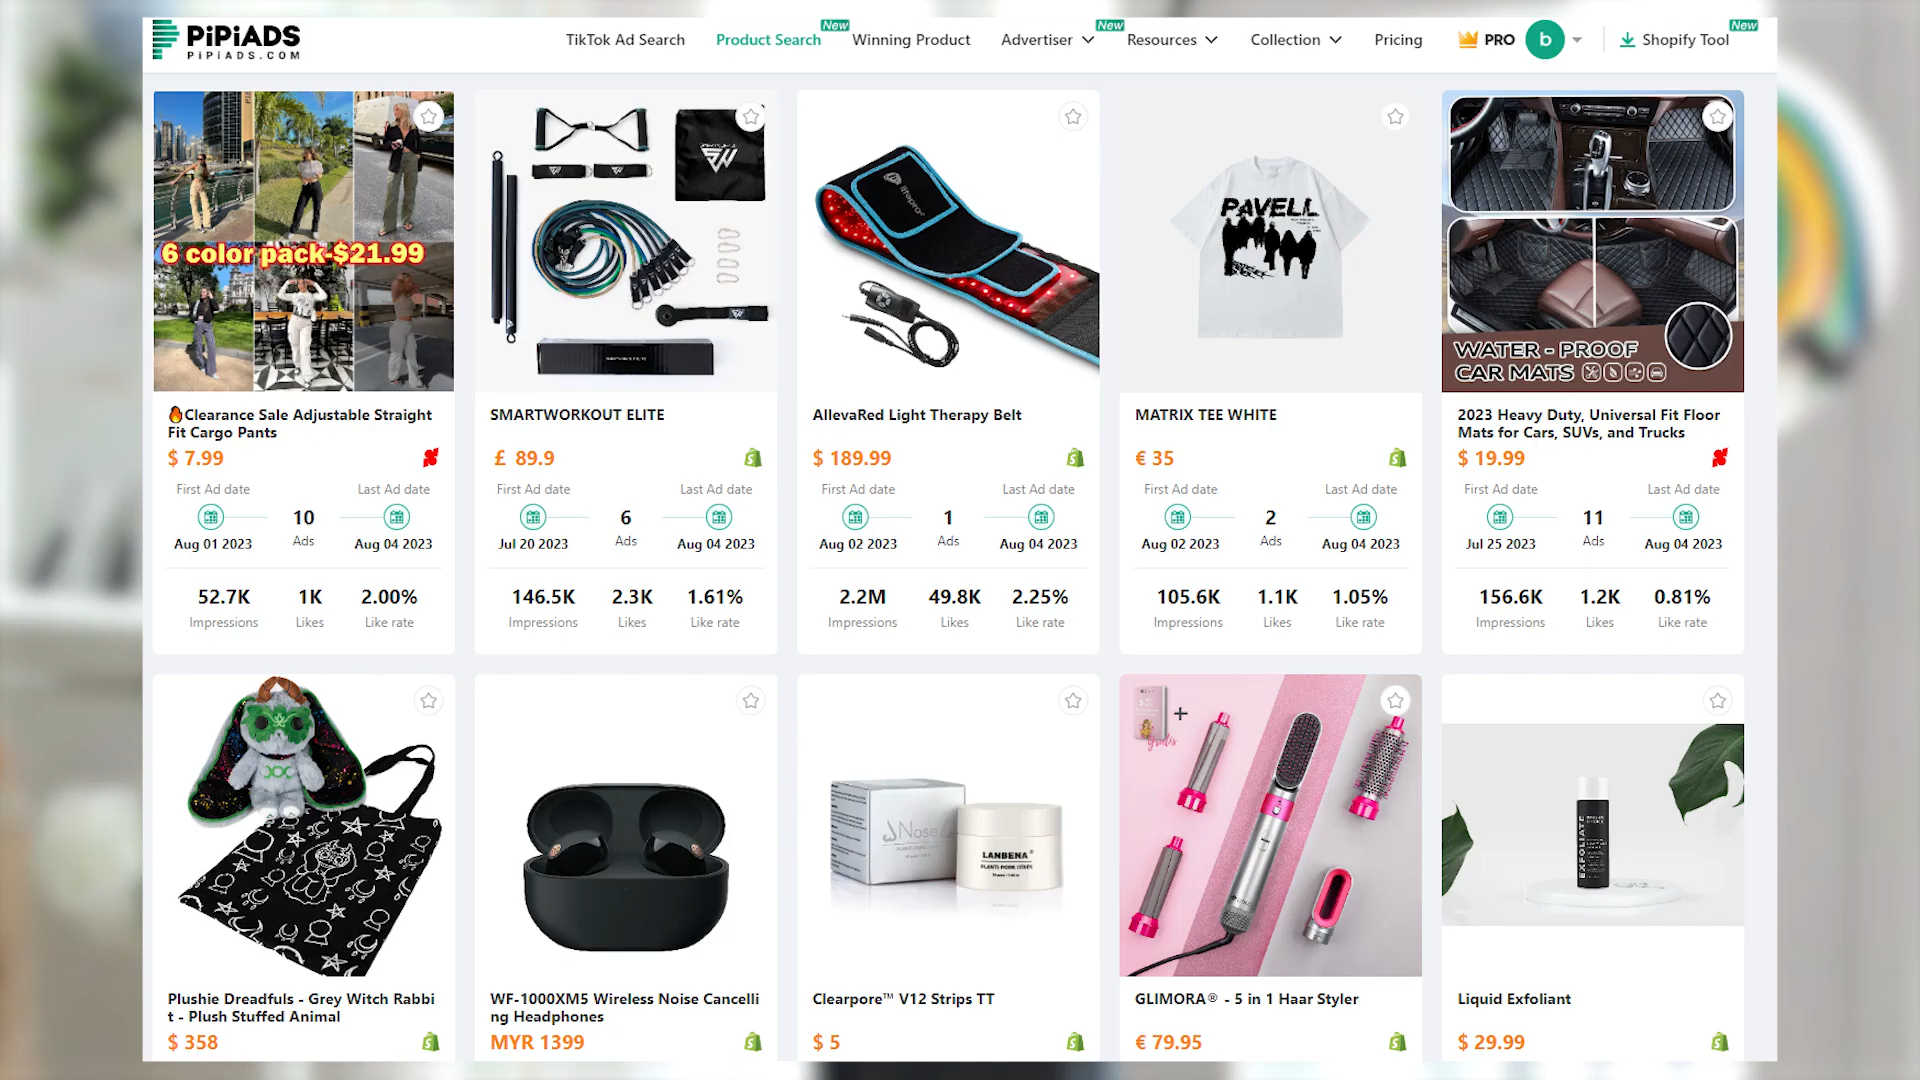 PiPiADS
PIPIADS.COM
TikTok Ad Search
Product Search
New
Winning Product
Advertiser
New
Resources
Collection
Pricing
PRO
b
Shopify Tool
New
6 color pack-$21.99
🔥Clearance Sale Adjustable Straight
Fit Cargo Pants
$ 7.99
First Ad date
Last Ad date
10
Ads
Aug 01 2023
Aug 04 2023
52.7K
1K
2.00%
Impressions
Likes
Like rate
SMARTWORKOUT ELITE
£ 89.9
First Ad date
Last Ad date
6
Ads
Jul 20 2023
Aug 04 2023
146.5K
2.3K
1.61%
Impressions
Likes
Like rate
lifepro
AllevaRed Light Therapy Belt
$ 189.99
First Ad date
Last Ad date
1
Ads
Aug 02 2023
Aug 04 2023
2.2M
49.8K
2.25%
Impressions
Likes
Like rate
PAVELL
MATRIX TEE WHITE
€ 35
First Ad date
Last Ad date
2
Ads
Aug 02 2023
Aug 04 2023
105.6K
1.1K
1.05%
Impressions
Likes
Like rate
WATER - PROOF
CAR MATS
2023 Heavy Duty, Universal Fit Floor
Mats for Cars, SUVs, and Trucks
$ 19.99
First Ad date
Last Ad date
11
Ads
Jul 25 2023
Aug 04 2023
156.6K
1.2K
0.81%
Impressions
Likes
Like rate
Plushie Dreadfuls - Grey Witch Rabbi
t - Plush Stuffed Animal
$ 358
WF-1000XM5 Wireless Noise Cancelli
ng Headphones
MYR 1399
Nose
LANBENA
PLANTS PORE STRIPS
Clearpore™ V12 Strips TT
$ 5
+
gratis
GLIMORA® - 5 in 1 Haar Styler
€ 79.95
EXFOLIATE
Liquid Exfoliant
$ 29.99